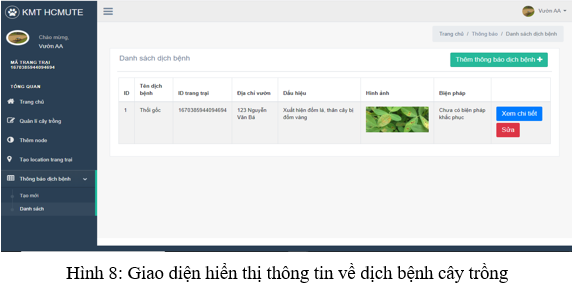 KMT HCMUTE
Vườn AA
Chào mừng,
Vườn AA
MÃ TRANG TRẠI
1670385944094694
TỔNG QUAN
Trang chủ
Quản lí cây trồng
Thêm node
Tạo location trang trại
Thông báo dịch bệnh
Tạo mới
Danh sách
Trang chủ / Thông báo / Danh sách dịch bệnh
Danh sách dịch bệnh
Thêm thông báo dịch bệnh +
ID Tên dịch bệnh ID trang trại Địa chỉ vườn Dấu hiệu Hình ảnh Biện pháp
1 Thối gốc 1670385944094694 123 Nguyễn Văn Bá Xuất hiện đốm lá, thân cây bị đốm vàng Chưa có biện pháp khắc phục
Xem chi tiết
Sửa
Hình 8: Giao diện hiển thị thông tin về dịch bệnh cây trồng